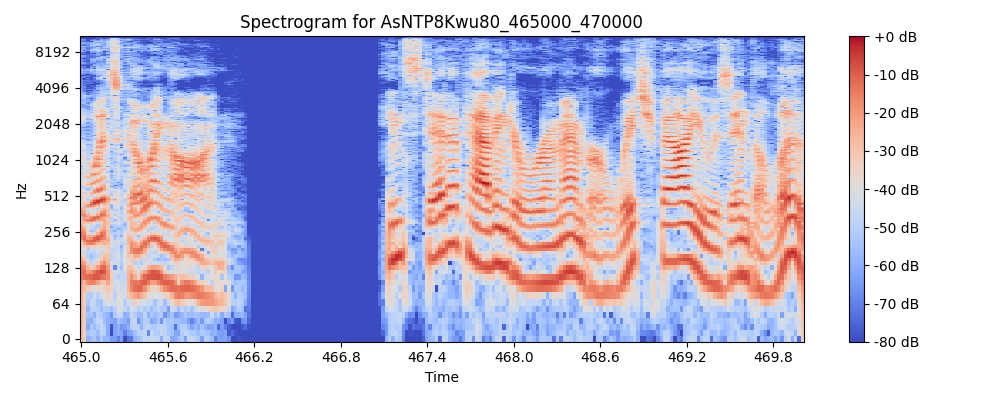 Spectrogram for AsNTP8Kwu80_465000_470000
8192
4096
2048
1024
512
256
128
64
0
Hz
465.0 465.6 466.2 466.8 467.4 468.0 468.6 469.2 469.8
Time
+0 dB
-10 dB
-20 dB
-30 dB
-40 dB
-50 dB
-60 dB
-70 dB
-80 dB